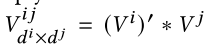 V^{ij}_{d^i×d^j} = (V^i)′ * V^j